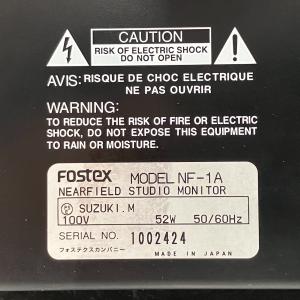 CAUTION
RISK OF ELECTRIC SHOCK
DO NOT OPEN
AVIS: RISQUE DE CHOC ELECTRIQUE
NE PAS OUVRIR
WARNING:
TO REDUCE THE RISK OF FIRE OR ELECTRIC
SHOCK, DO NOT EXPOSE THIS EQUIPMENT
TO RAIN OR MOISTURE.
Fostex MODEL NF-1A
NEARFIELD STUDIO MONITOR
SUZUKI.M
100V 52W 50/60Hz
SERIAL NO. 1002424
フォステクスカンパニー MADE IN JAPAN